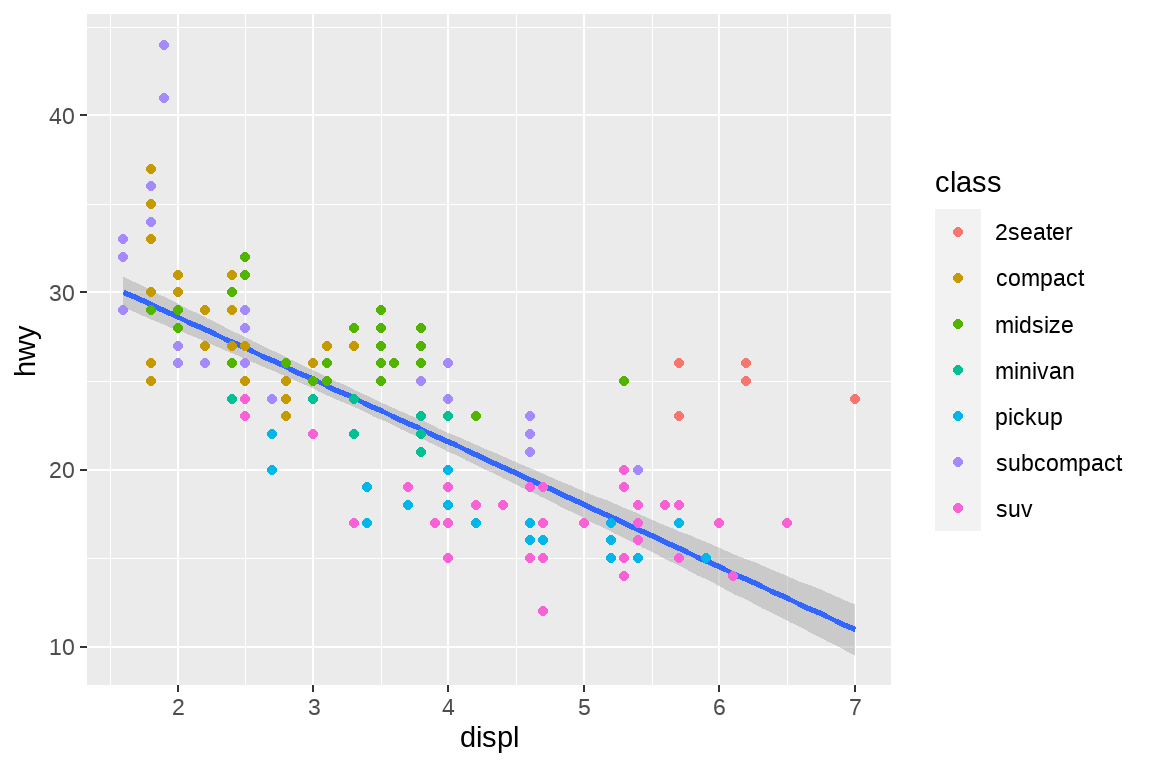 40
30
20
10
hwy
2 3 4 5 6 7
displ
class
2seater
compact
midsize
minivan
pickup
subcompact
suv